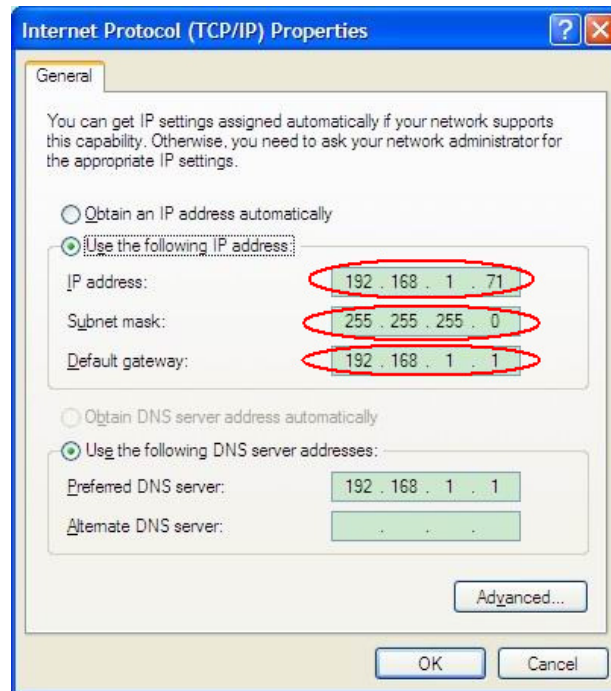 Internet Protocol (TCP/IP) Properties
?
X
General
You can get IP settings assigned automatically if your network supports
this capability. Otherwise, you need to ask your network administrator for
the appropriate IP settings.
Obtain an IP address automatically
Use the following IP address:
IP address: 192 . 168 . 1 . 71
Subnet mask: 255 . 255 . 255 . 0
Default gateway: 192 . 168 . 1 . 1
Obtain DNS server address automatically
Use the following DNS server addresses:
Preferred DNS server: 192 . 168 . 1 . 1
Alternate DNS server: . . .
Advanced...
OK Cancel